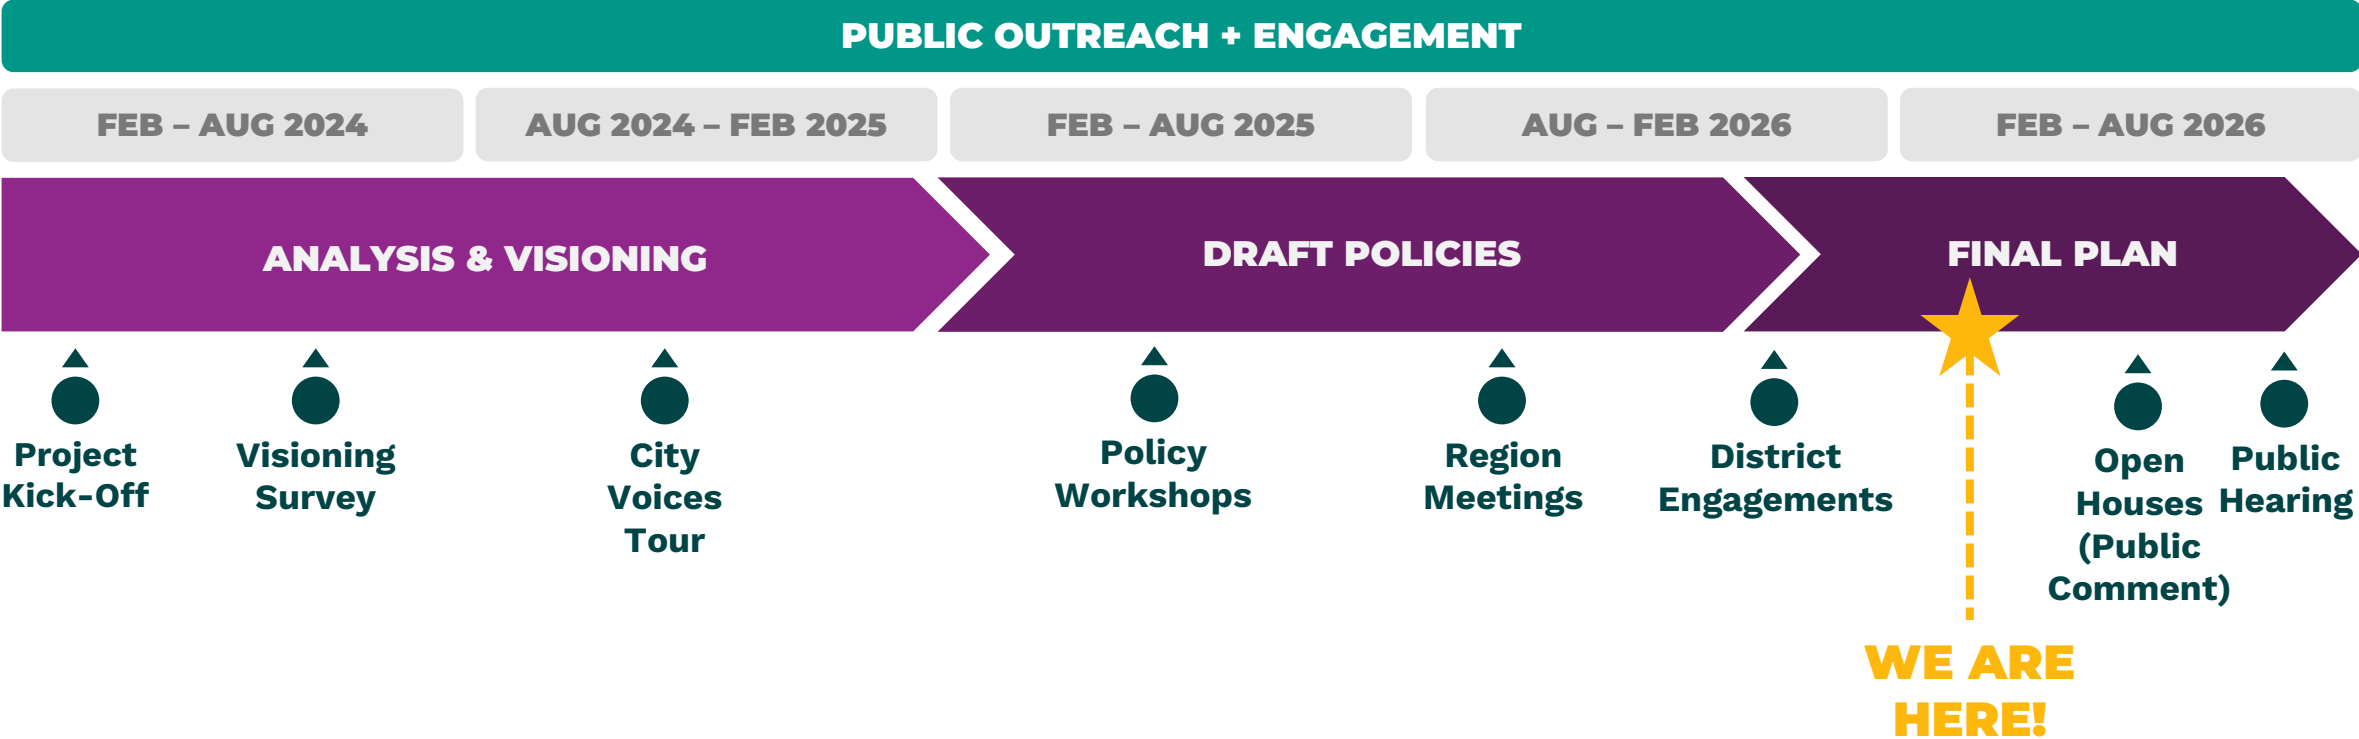 PUBLIC OUTREACH + ENGAGEMENT
FEB – AUG 2024
AUG 2024 – FEB 2025
FEB – AUG 2025
AUG – FEB 2026
FEB – AUG 2026
ANALYSIS & VISIONING
DRAFT POLICIES
FINAL PLAN
Project
Kick-Off
Visioning
Survey
City
Voices
Tour
Policy
Workshops
Region
Meetings
District
Engagements
Open
Houses
(Public
Comment)
Public
Hearing
WE ARE
HERE!